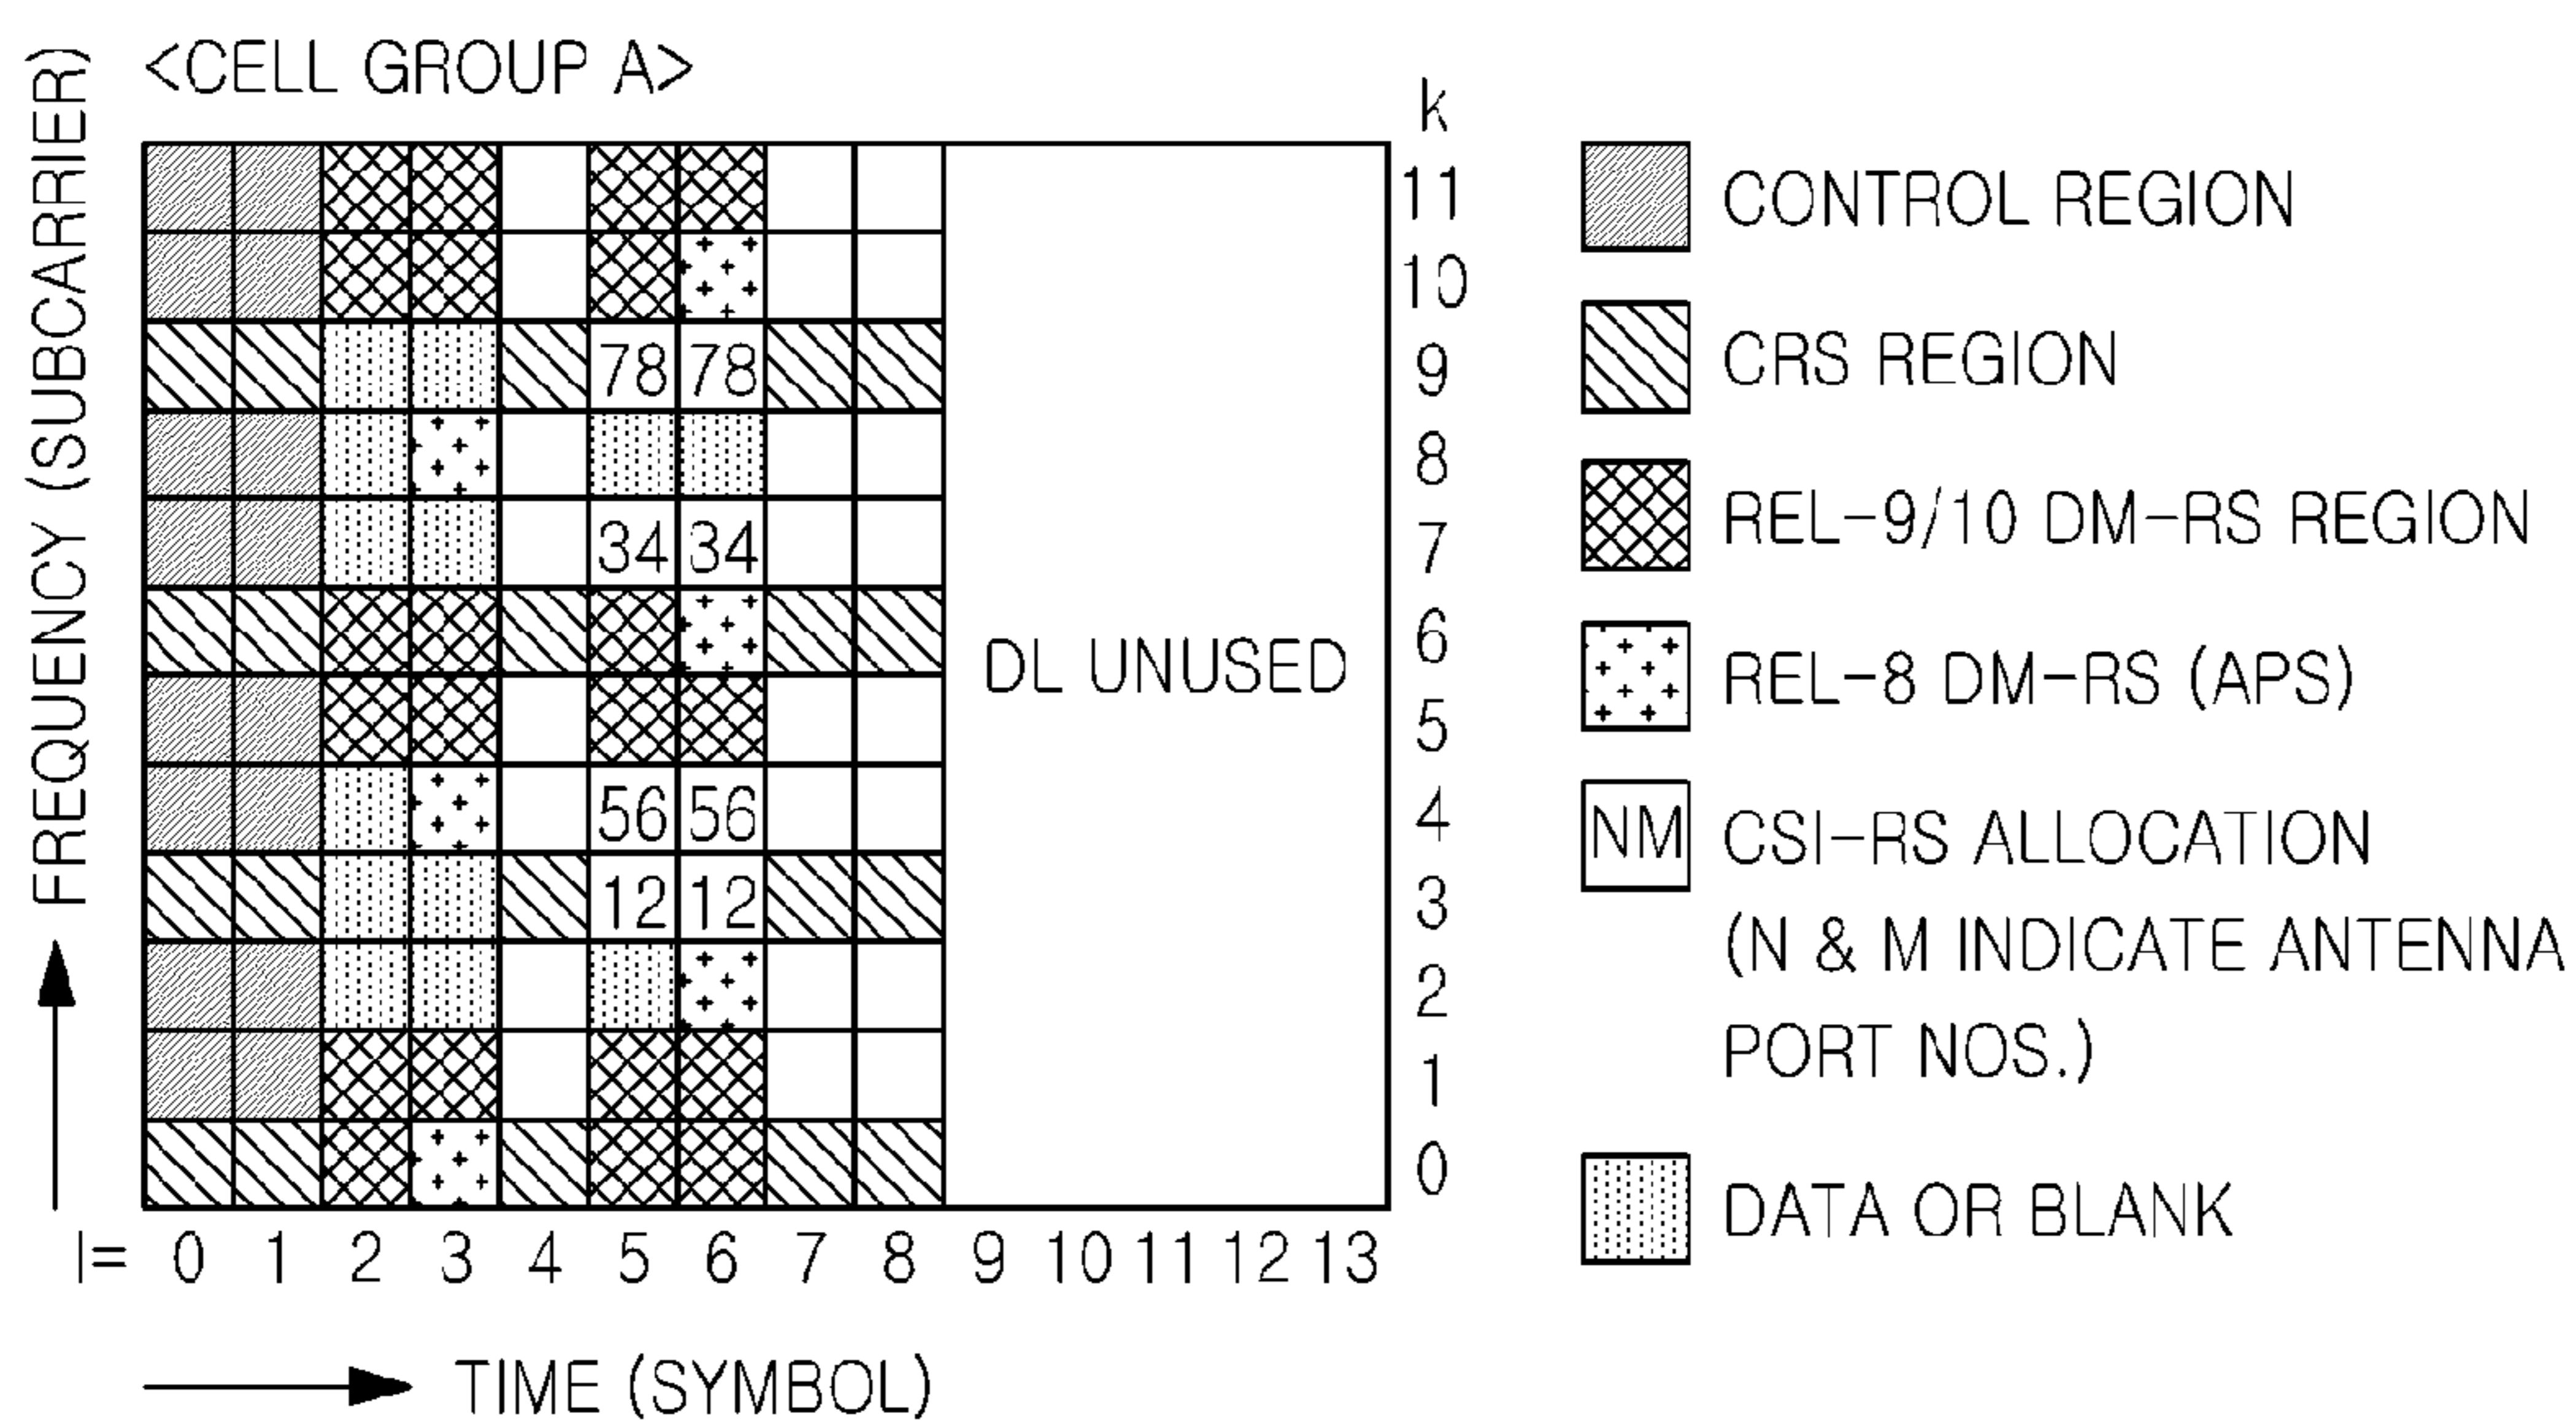 <CELL GROUP A>
FREQUENCY (SUBCARRIER)
k
11
10
9
8
7
6
5
4
3
2
1
0
78 78
34 34
56 56
12 12
DL UNUSED
l= 0 1 2 3 4 5 6 7 8 9 10 11 12 13
TIME (SYMBOL)
CONTROL REGION
CRS REGION
REL-9/10 DM-RS REGION
REL-8 DM-RS (APS)
NM CSI-RS ALLOCATION
(N & M INDICATE ANTENNA
PORT NOS.)
DATA OR BLANK